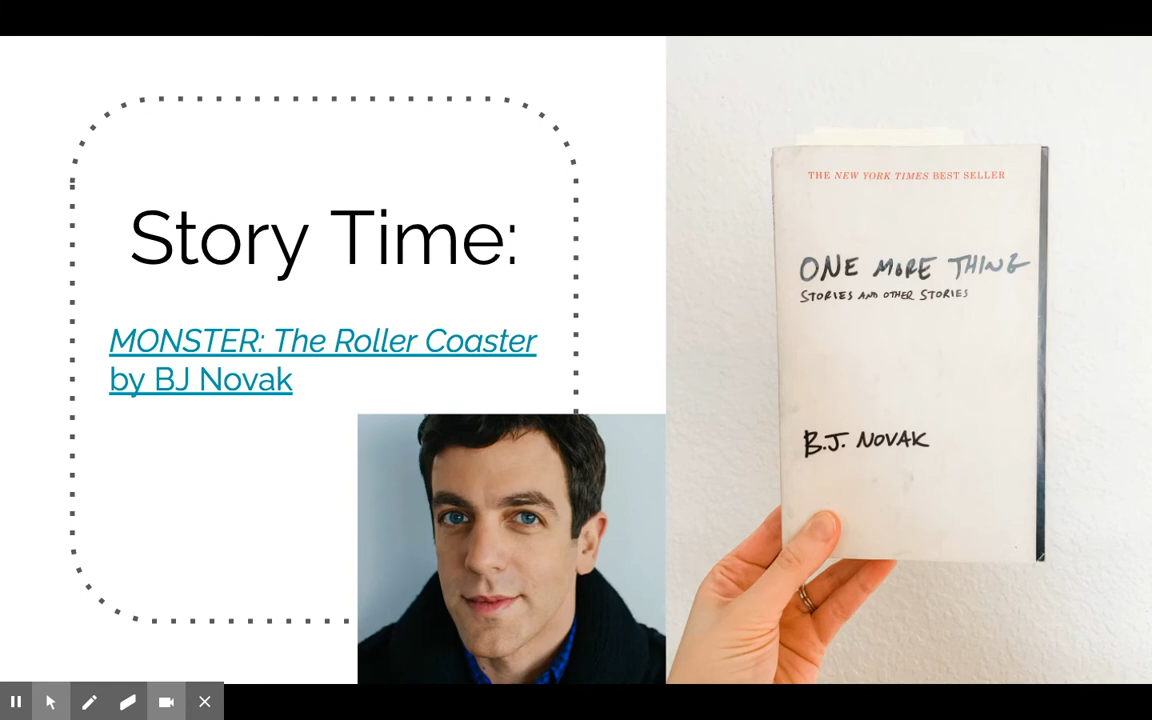 Story Time:
MONSTER: The Roller Coaster
by BJ Novak
THE NEW YORK TIMES BEST SELLER
ONE MORE THING
STORIES AND OTHER STORIES
B.J. NOVAK